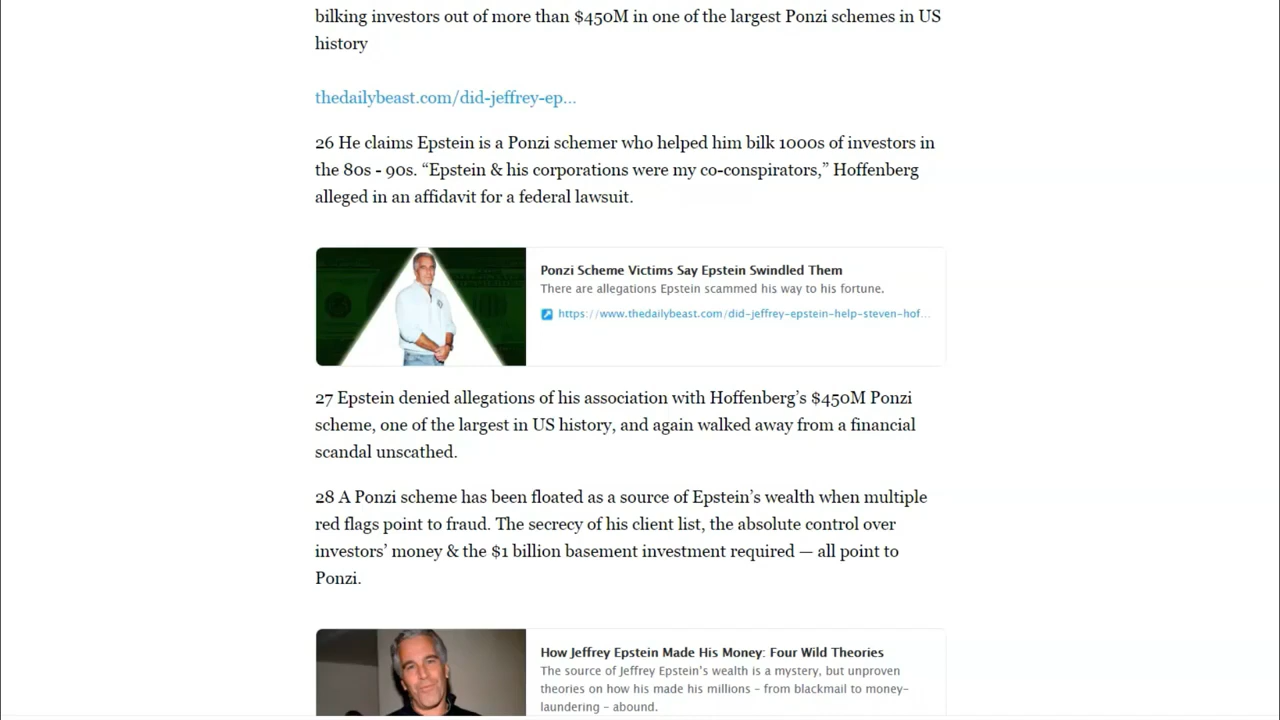 bilking investors out of more than $450M in one of the largest Ponzi schemes in US
history
thedailybeast.com/did-jeffrey-ep...
26 He claims Epstein is a Ponzi schemer who helped him bilk 1000s of investors in
the 80s - 90s. “Epstein & his corporations were my co-conspirators,” Hoffenberg
alleged in an affidavit for a federal lawsuit.
Ponzi Scheme Victims Say Epstein Swindled Them
There are allegations Epstein scammed his way to his fortune.
https://www.thedailybeast.com/did-jeffrey-epstein-help-steven-hof...
27 Epstein denied allegations of his association with Hoffenberg’s $450M Ponzi
scheme, one of the largest in US history, and again walked away from a financial
scandal unscathed.
28 A Ponzi scheme has been floated as a source of Epstein’s wealth when multiple
red flags point to fraud. The secrecy of his client list, the absolute control over
investors’ money & the $1 billion basement investment required — all point to
Ponzi.
How Jeffrey Epstein Made His Money: Four Wild Theories
The source of Jeffrey Epstein's wealth is a mystery, but unproven
theories on how his made his millions – from blackmail to money-
laundering – abound.